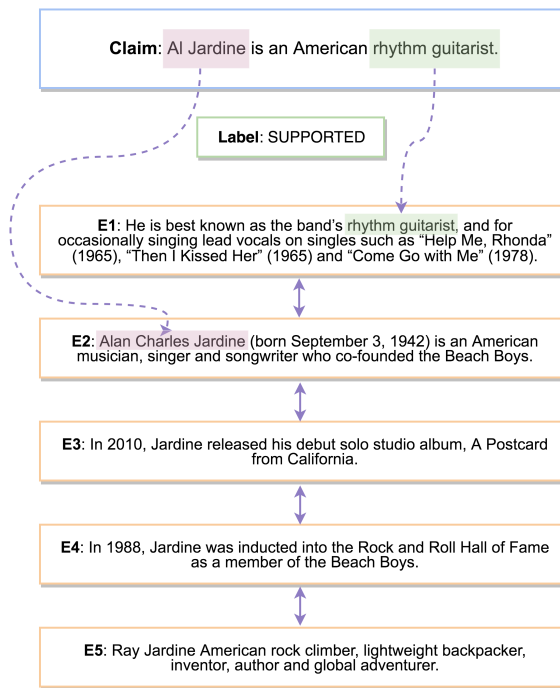 Claim: Al Jardine is an American rhythm guitarist.
Label: SUPPORTED
E1: He is best known as the band's rhythm guitarist, and for
occasionally singing lead vocals on singles such as “Help Me, Rhonda”
(1965), “Then I Kissed Her” (1965) and “Come Go with Me” (1978).
E2: Alan Charles Jardine (born September 3, 1942) is an American
musician, singer and songwriter who co-founded the Beach Boys.
E3: In 2010, Jardine released his debut solo studio album, A Postcard
from California.
E4: In 1988, Jardine was inducted into the Rock and Roll Hall of Fame
as a member of the Beach Boys.
E5: Ray Jardine American rock climber, lightweight backpacker,
inventor, author and global adventurer.